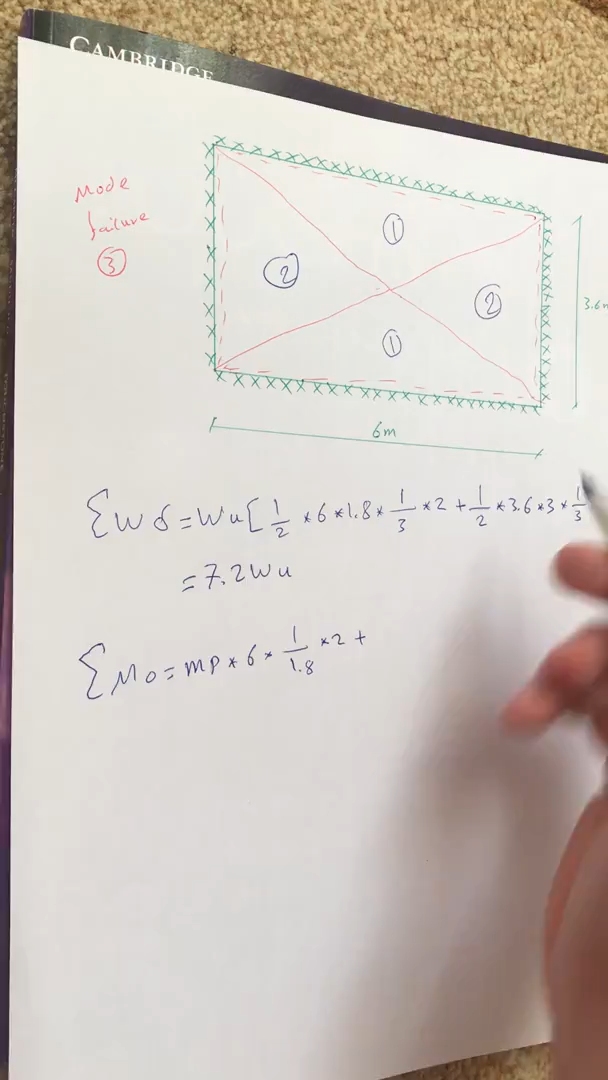 CAMBRIDGE
Mode
failure
③
①
②
②
①
3.6m
6m
ΣWδ = Wu[ 1/2 * 6 * 1.8 * 1/3 * 2 + 1/2 * 3.6 * 3 * 1/3
= 7.2Wu
ΣMθ = mp * 6 * 1/1.8 * 2 +